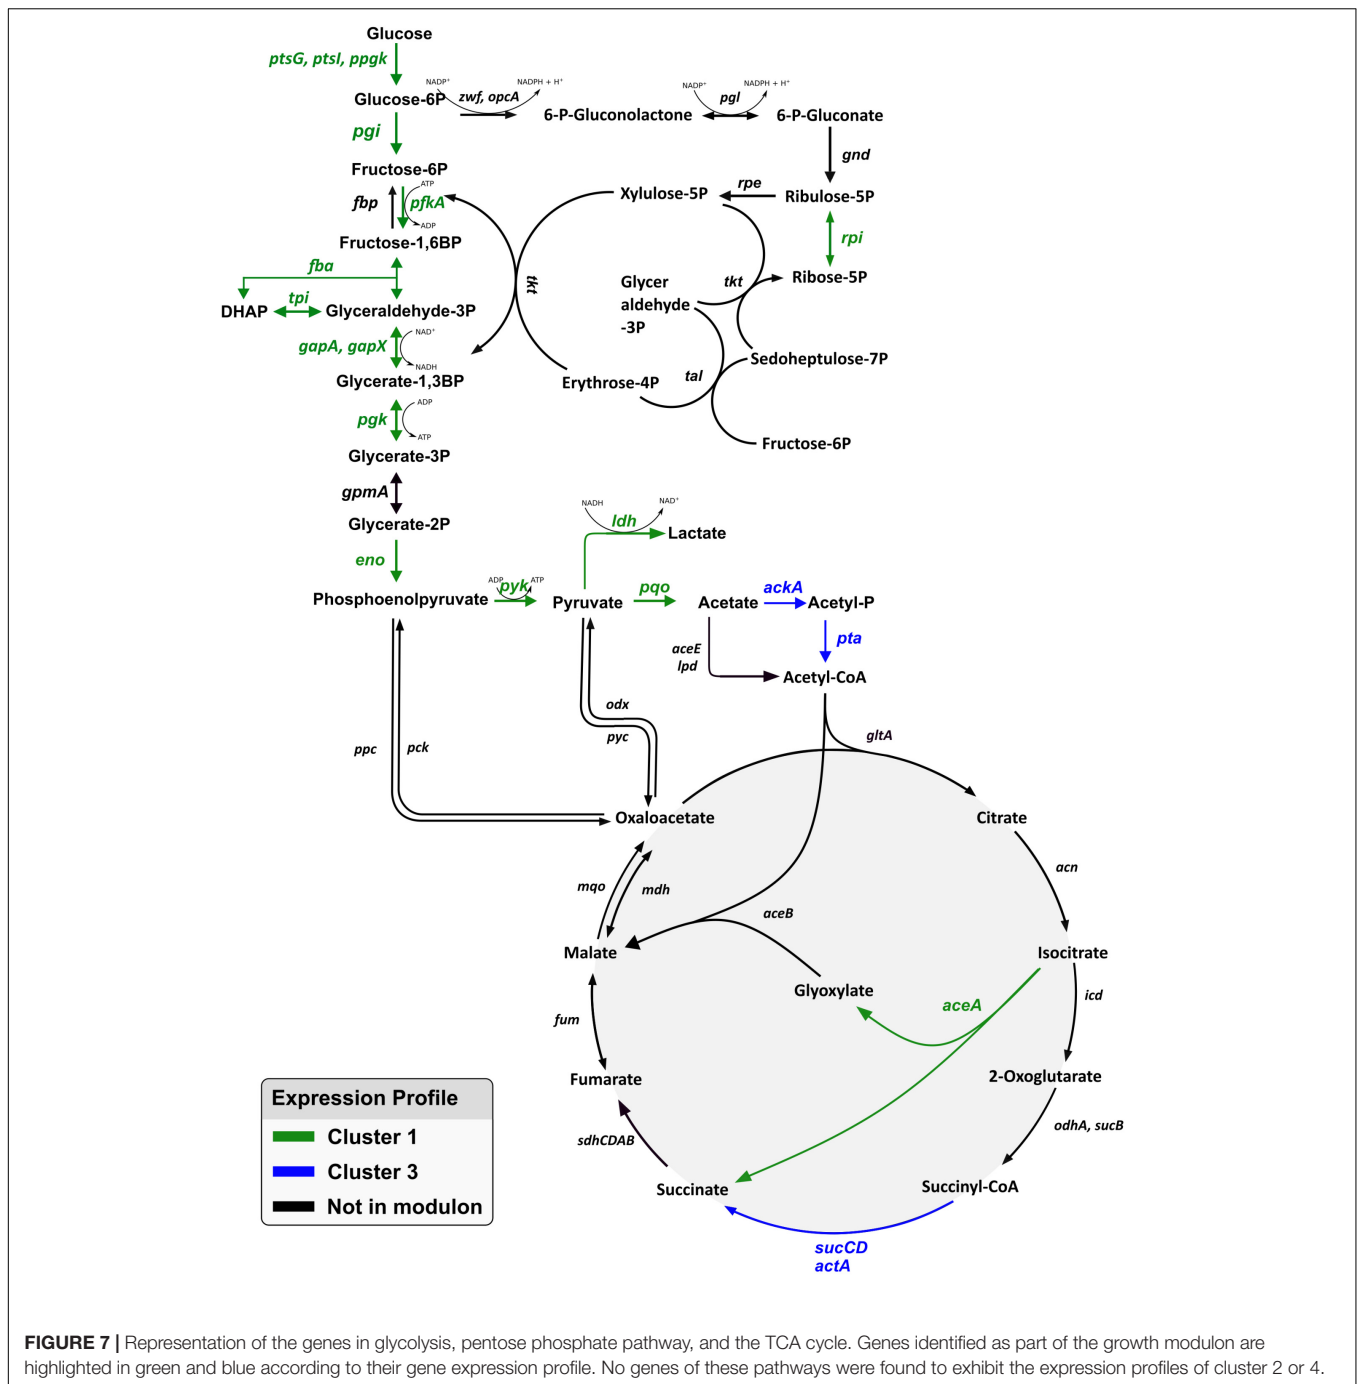 Glucose
ptsG, ptsI, ppgk
NADP⁺
NADPH + H⁺
NADP⁺
NADPH + H⁺
Glucose-6P
zwf, opcA
pgl
6-P-Gluconolactone
6-P-Gluconate
pgi
gnd
Fructose-6P
ATP
Xylulose-5P
rpe
Ribulose-5P
fbp
pfkA
ADP
rpi
Fructose-1,6BP
fba
tpi
Ribose-5P
tkt
tkt
Glycer
aldehyde
-3P
DHAP
Glyceraldehyde-3P
NAD⁺
gapA, gapX
NADH
Sedoheptulose-7P
Glycerate-1,3BP
Erythrose-4P
tal
ADP
pgk
ATP
Fructose-6P
Glycerate-3P
gpmA
NADH
NAD⁺
Glycerate-2P
ldh
Lactate
eno
ADP
ATP
pyk
pqo
ackA
Phosphoenolpyruvate
Pyruvate
Acetate
Acetyl-P
pta
aceE
lpd
Acetyl-CoA
odx
pyc
gltA
ppc
pck
Oxaloacetate
Citrate
acn
mqo
mdh
aceB
Malate
Isocitrate
Glyoxylate
aceA
icd
fum
Fumarate
2-Oxoglutarate
odhA, sucB
sdhCDAB
Succinate
Succinyl-CoA
sucCD
actA
Expression Profile
Cluster 1
Cluster 3
Not in modulon
FIGURE 7 | Representation of the genes in glycolysis, pentose phosphate pathway, and the TCA cycle. Genes identified as part of the growth modulon are
highlighted in green and blue according to their gene expression profile. No genes of these pathways were found to exhibit the expression profiles of cluster 2 or 4.